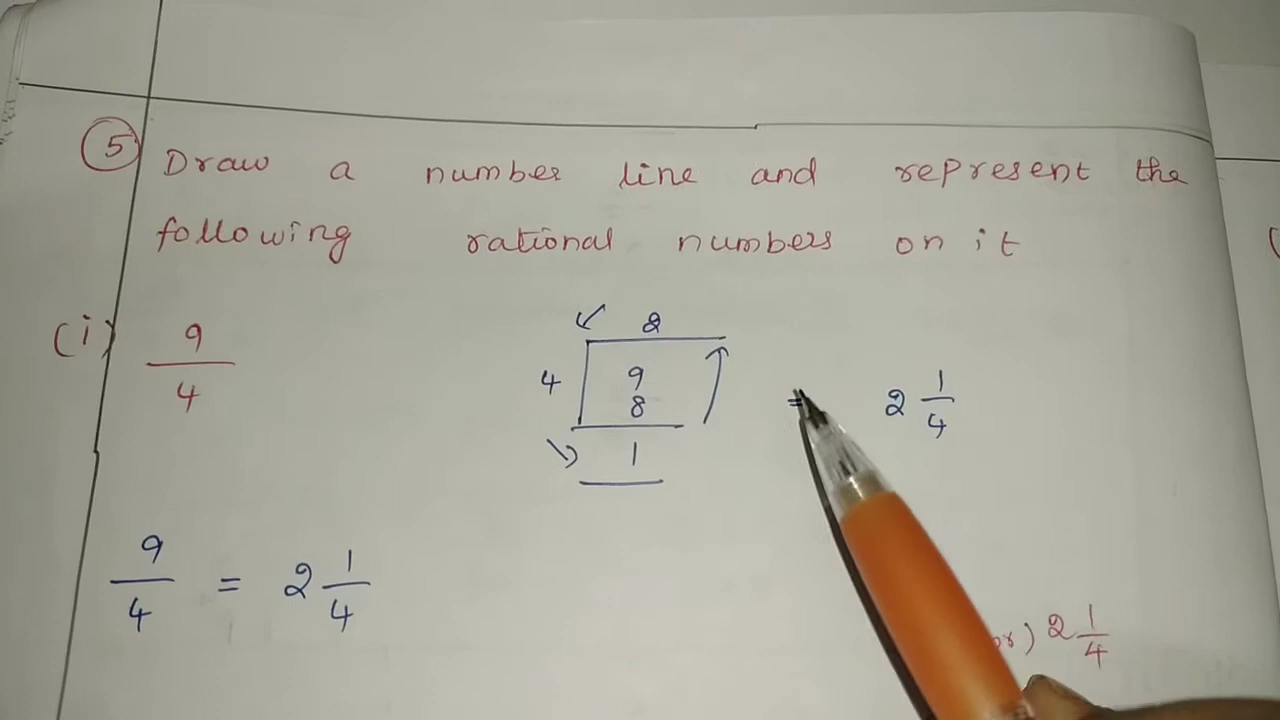 5 Draw a number line and represent the
following rational numbers on it
(i) 9/4
2
4 9
8
1
= 2 1/4
9/4 = 2 1/4
or) 2 1/4